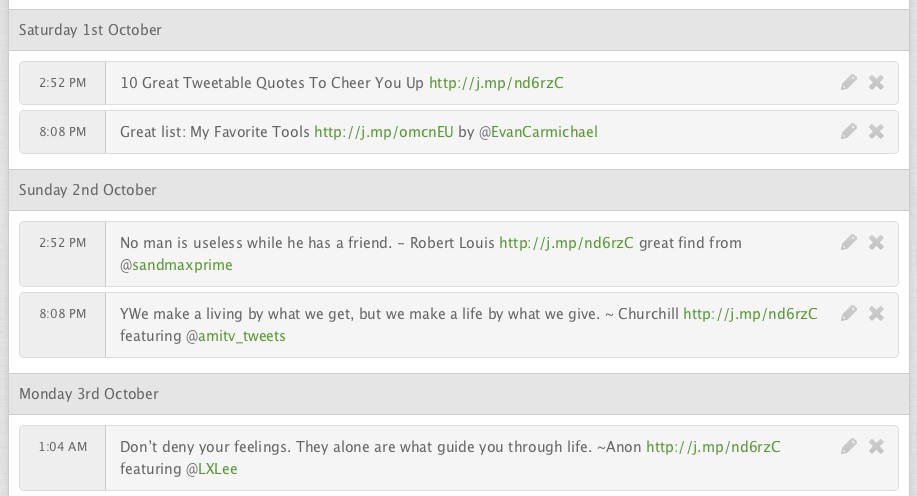 Saturday 1st October
2:52 PM
10 Great Tweetable Quotes To Cheer You Up http://j.mp/nd6rzC
8:08 PM
Great list: My Favorite Tools http://j.mp/omcnEU by @EvanCarmichael
Sunday 2nd October
2:52 PM
No man is useless while he has a friend. - Robert Louis http://j.mp/nd6rzC great find from
@sandmaxprime
8:08 PM
YWe make a living by what we get, but we make a life by what we give. ~ Churchill http://j.mp/nd6rzC
featuring @amitv_tweets
Monday 3rd October
1:04 AM
Don't deny your feelings. They alone are what guide you through life. ~Anon http://j.mp/nd6rzC
featuring @LXLee